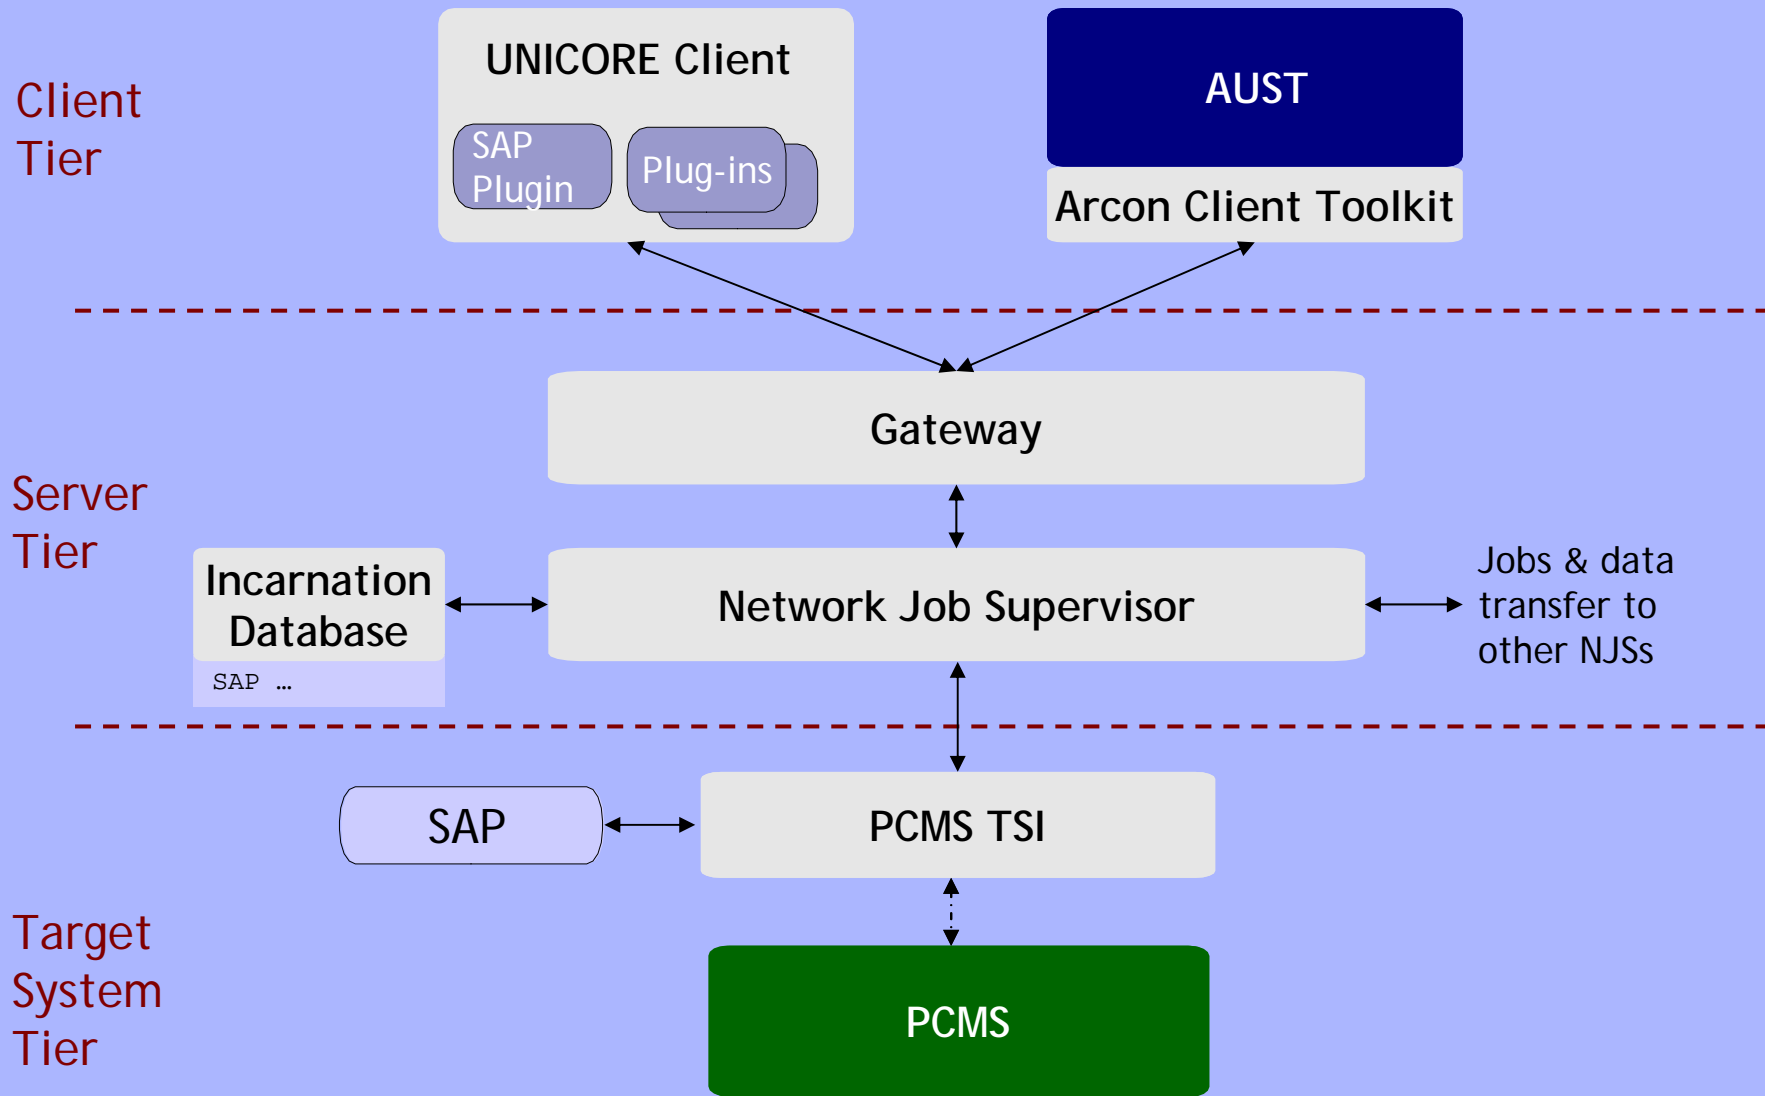 Client
Tier
UNICORE Client
SAP
Plugin
Plug-ins
AUST
Arcon Client Toolkit
Server
Tier
Gateway
Incarnation
Database
SAP …
Network Job Supervisor
Jobs & data
transfer to
other NJSs
Target
System
Tier
SAP
PCMS TSI
PCMS